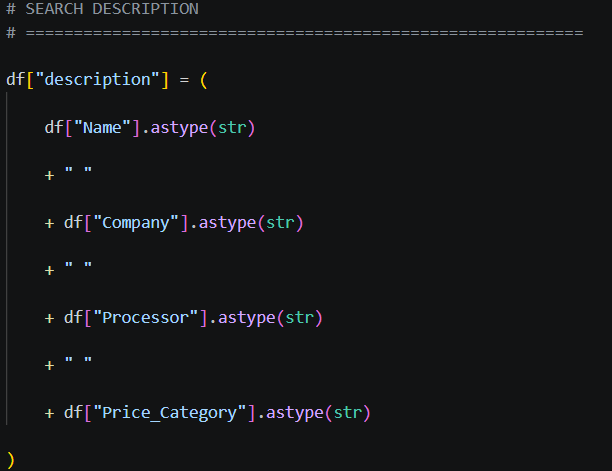 # SEARCH DESCRIPTION
# ==========================================================
df["description"] = (
df["Name"].astype(str)
+ " "
+ df["Company"].astype(str)
+ " "
+ df["Processor"].astype(str)
+ " "
+ df["Price_Category"].astype(str)
)